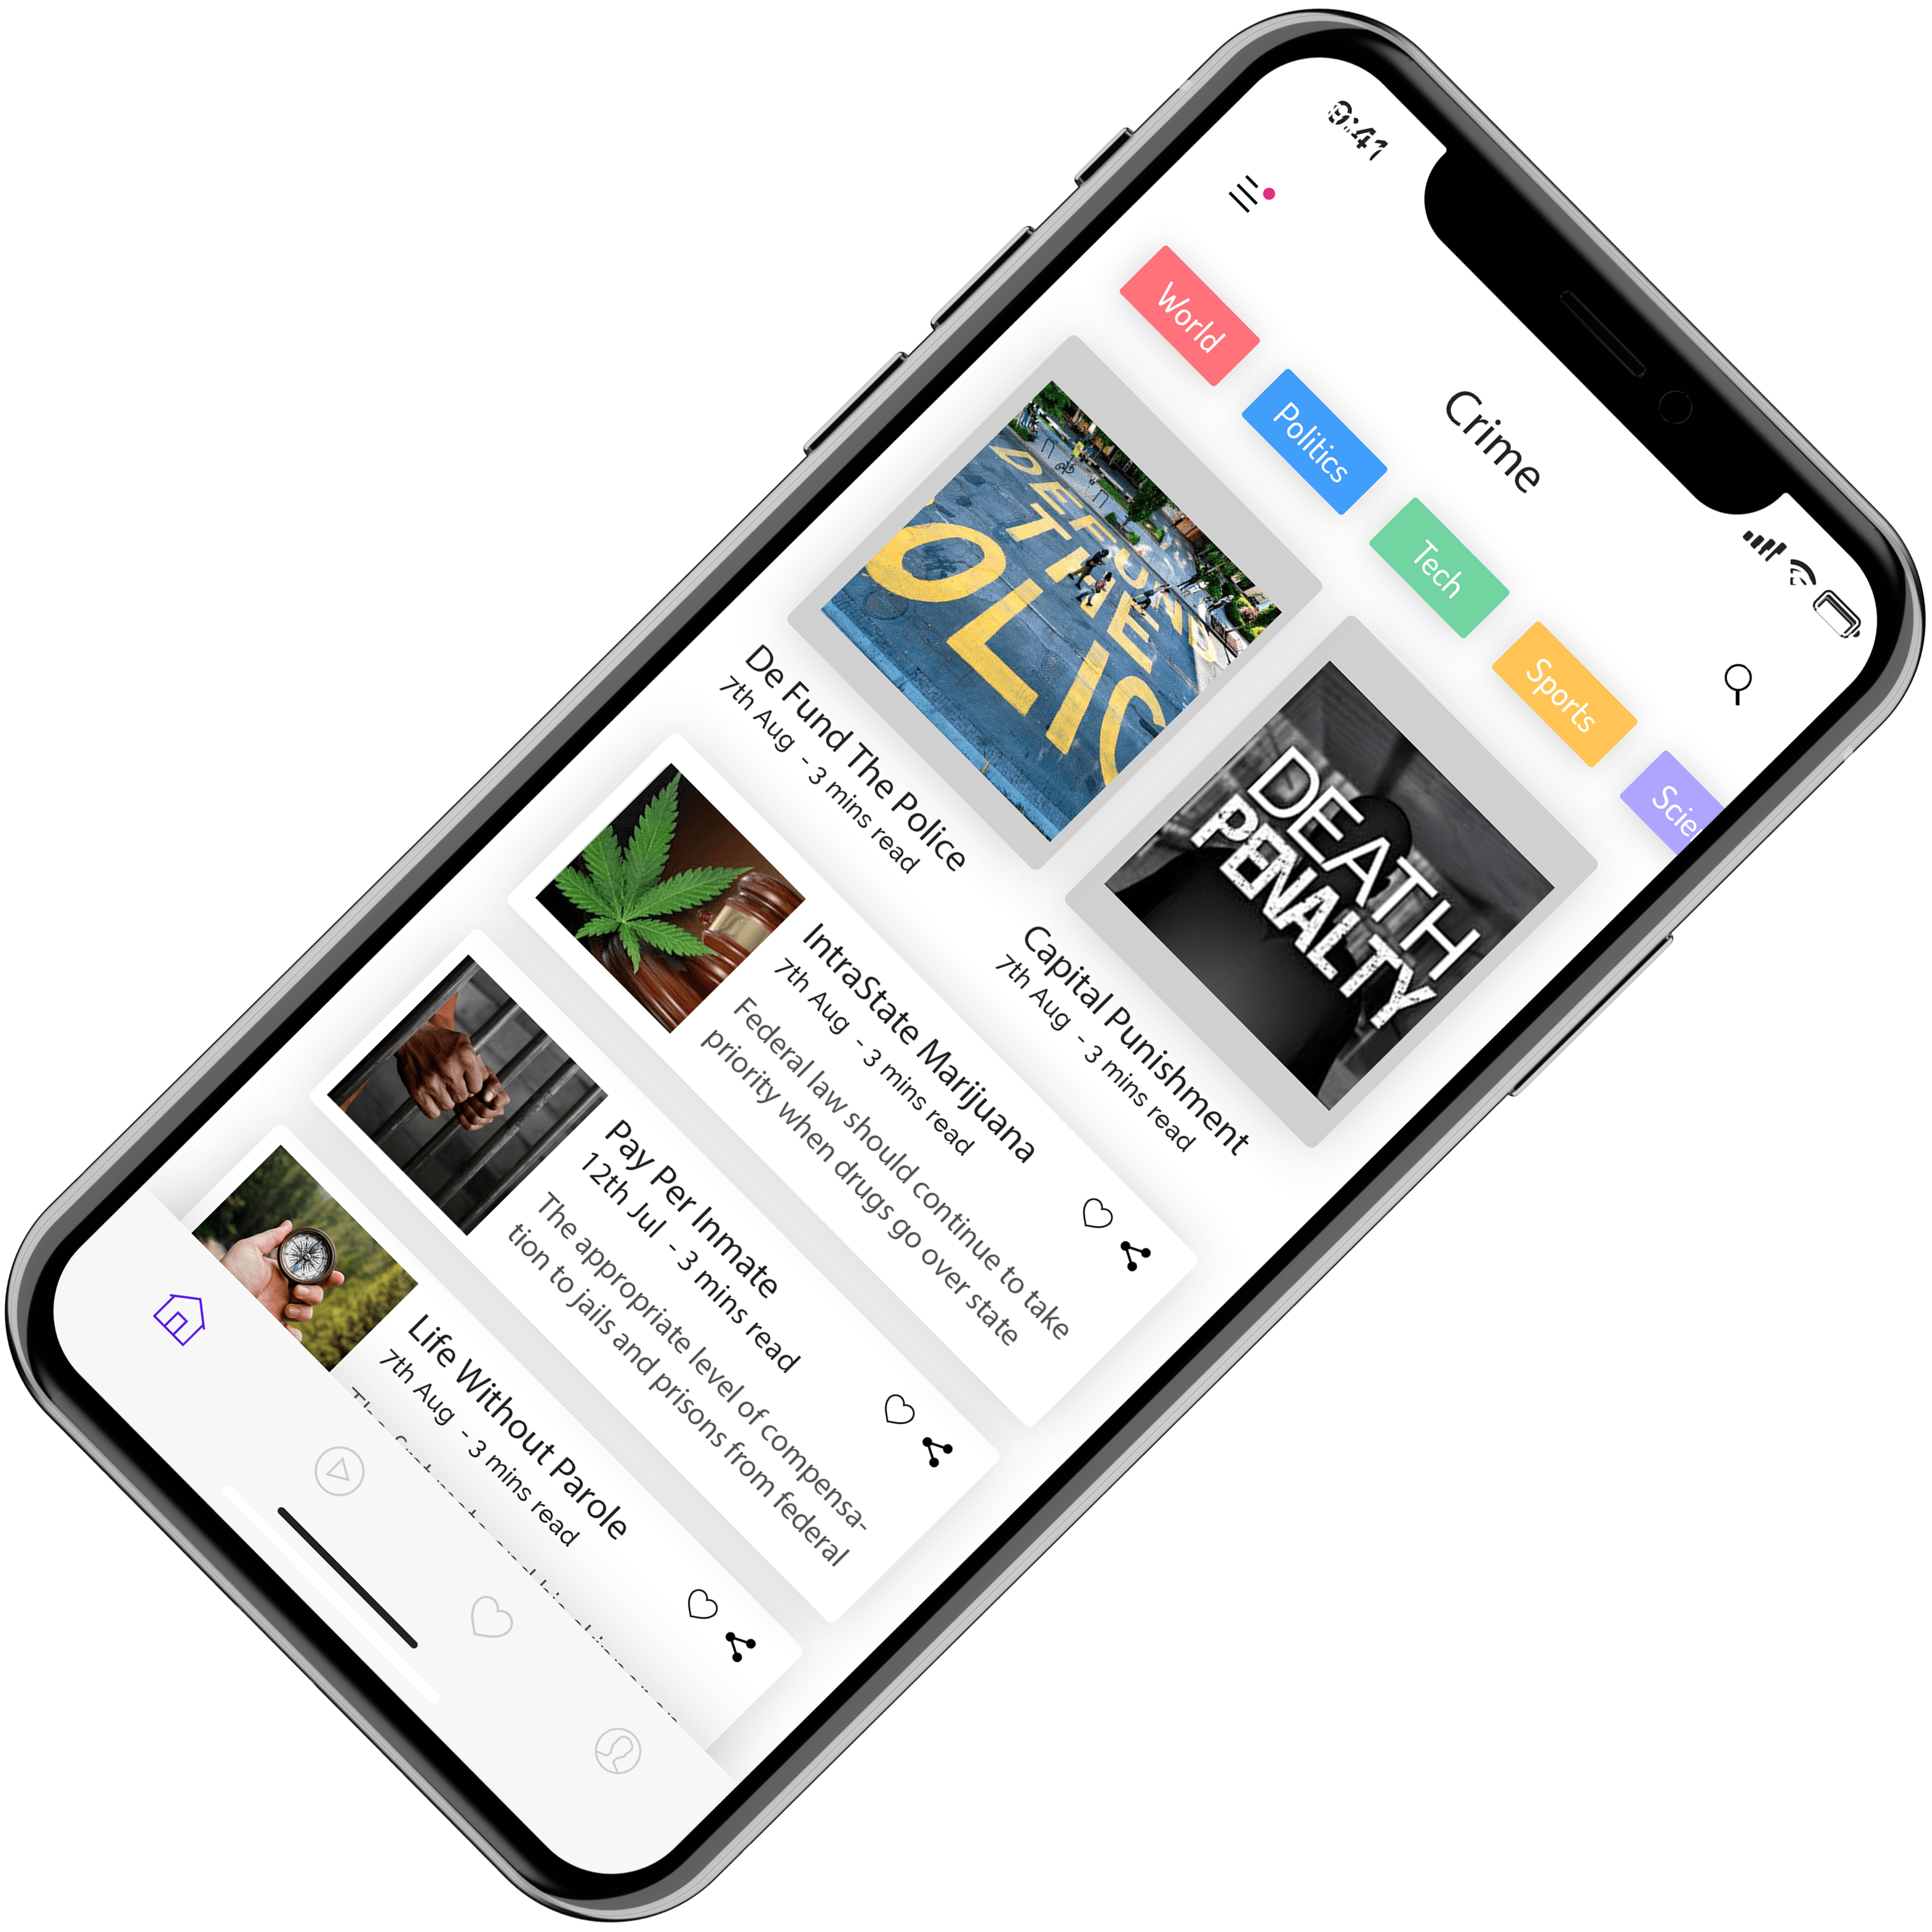 9:41
Crime
World
Politics
Tech
Sports
Scie
DEFUND
THE
OLIC
DEATH
PENALTY
De Fund The Police
7th Aug - 3 mins read
Capital Punishment
7th Aug - 3 mins read
IntraState Marijuana
7th Aug - 3 mins read
Federal law should continue to take
priority when drugs go over state
Pay Per Inmate
12th Jul - 3 mins read
The appropriate level of compensa-
tion to jails and prisons from federal
Life Without Parole
7th Aug - 3 mins read